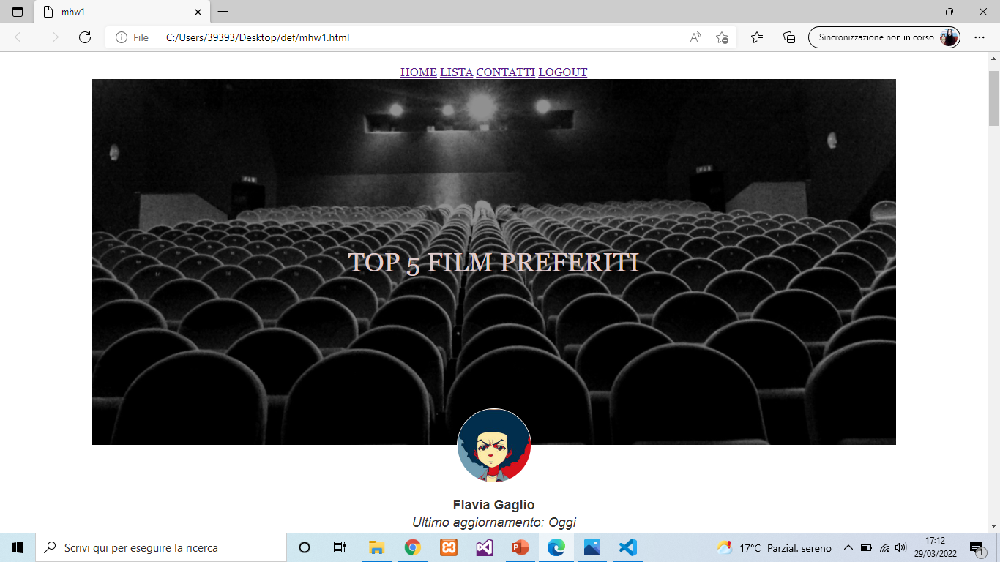 mhw1
File
C:/Users/39393/Desktop/def/mhw1.html
Sincronizzazione non in corso
HOME LISTA CONTATTI LOGOUT
TOP 5 FILM PREFERITI
Flavia Gaglio
Ultimo aggiornamento: Oggi
Scrivi qui per eseguire la ricerca
17°C Parzial. sereno
17:12
29/03/2022
1